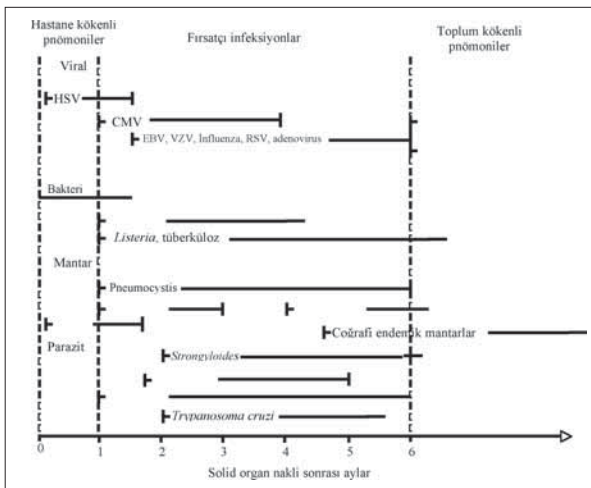 Hastane kökenli
pnömoniler
Fırsatçı infeksiyonlar
Toplum kökenli
pnömoniler
Viral
HSV
CMV
EBV, VZV, İnfluenza, RSV, adenovirus
Bakteri
Listeria, tüberküloz
Mantar
Pneumocystis
Coğrafi endemik mantarlar
Parazit
Strongyloides
Trypanosoma cruzi
0 1 2 3 4 5 6
Solid organ nakli sonrası aylar